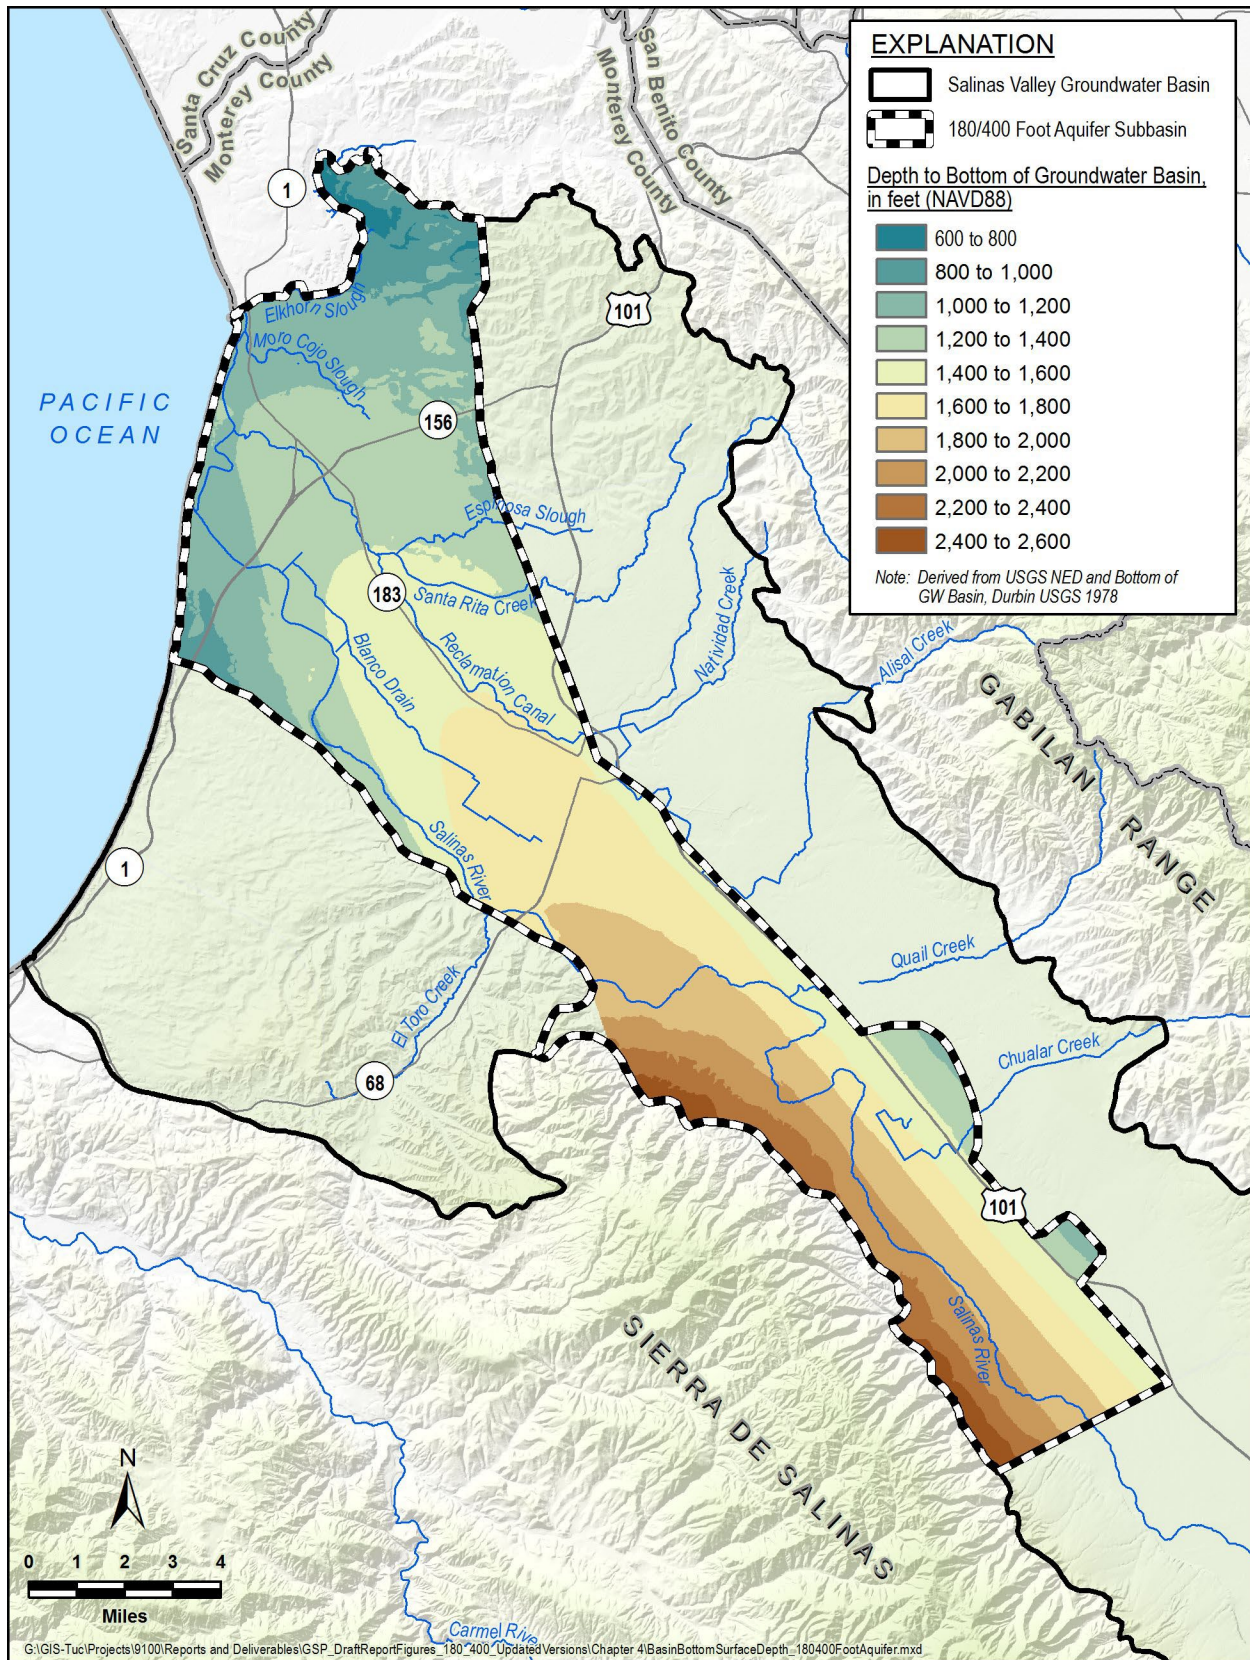 Santa Cruz County
Monterey County
San Benito County
Monterey County
EXPLANATION
Salinas Valley Groundwater Basin
180/400 Foot Aquifer Subbasin
Depth to Bottom of Groundwater Basin,
in feet (NAVD88)
600 to 800
800 to 1,000
1,000 to 1,200
1,200 to 1,400
1,400 to 1,600
1,600 to 1,800
1,800 to 2,000
2,000 to 2,200
2,200 to 2,400
2,400 to 2,600
Note: Derived from USGS NED and Bottom of
GW Basin, Durbin USGS 1978
1
101
Elkhorn Slough
Moro Cojo Slough
PACIFIC
OCEAN
156
Espinosa Slough
183
Santa Rita Creek
Natividad Creek
Blanco Drain
Reclamation Canal
Alisal Creek
GABILAN
RANGE
1
Salinas River
Quail Creek
El Toro Creek
Chualar Creek
68
101
Salinas River
SIERRA DE SALINAS
N
0 1 2 3 4
Miles
Carmel River
G:\GIS-Tuc\Projects\9100\Reports and Deliverables\GSP_DraftReportFigures_180_400_UpdatedVersions\Chapter 4\BasinBottomSurfaceDepth_180400FootAquifer.mxd